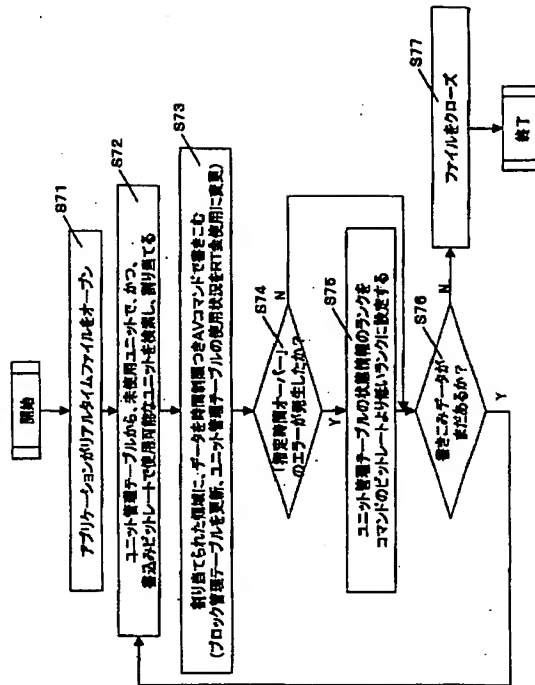 開始
S71
アプリケーションがリアルタイムファイルをオープン
S72
ユニット管理テーブルから、未使用ユニットで、かつ、
書込みビットレートで使用可能なユニットを検索し、割り当てる
S73
割り当てられた領域に、データを時間制限つきAVコマンドで書きこむ
(ブロック管理テーブルを更新、ユニット管理テーブルの使用状況をRT会使用に変更)
S74
「指定時間オーバー」
のエラーが発生したか?
N
Y
S75
ユニット管理テーブルの状態情報のランクを
コマンドのビットレートより低いランクに設定する
S76
書きこみデータが
まだあるか?
N
Y
S77
ファイルをクローズ
終了